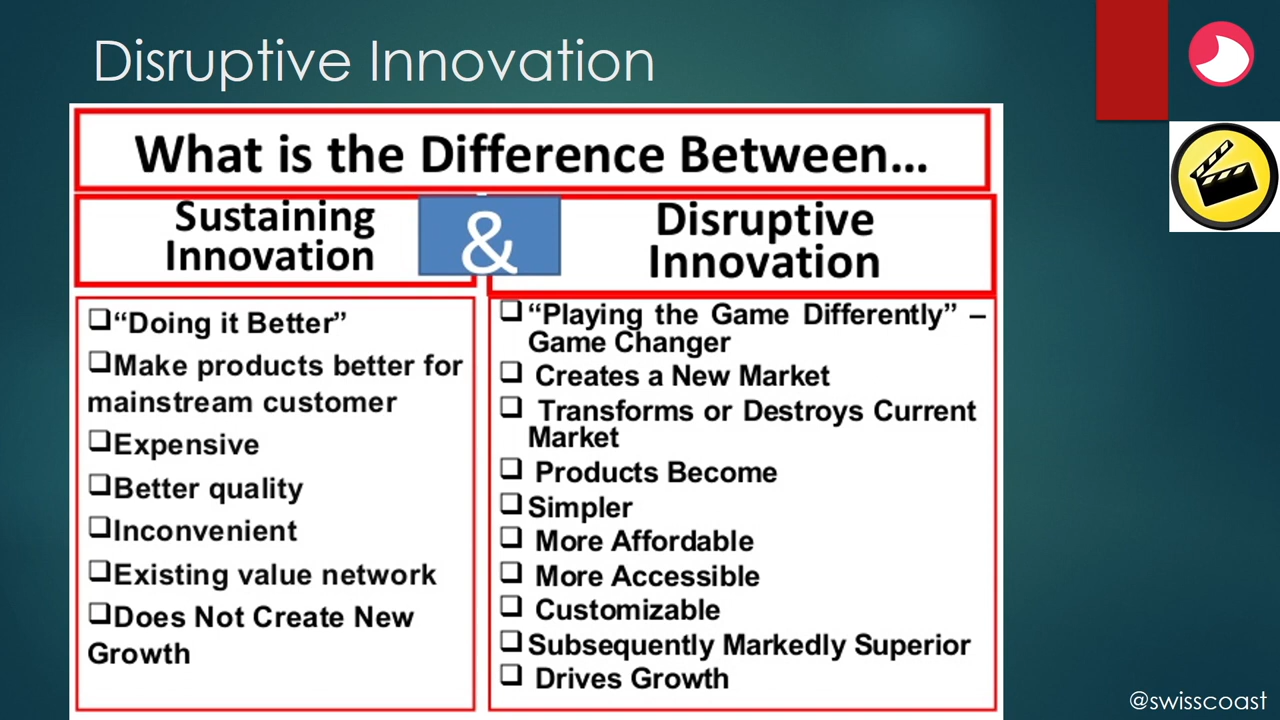 Disruptive Innovation
What is the Difference Between...
Sustaining
Innovation
&
Disruptive
Innovation
“Doing it Better”
Make products better for
mainstream customer
Expensive
Better quality
Inconvenient
Existing value network
Does Not Create New
Growth
“Playing the Game Differently” –
Game Changer
Creates a New Market
Transforms or Destroys Current
Market
Products Become
Simpler
More Affordable
More Accessible
Customizable
Subsequently Markedly Superior
Drives Growth
@swisscoast